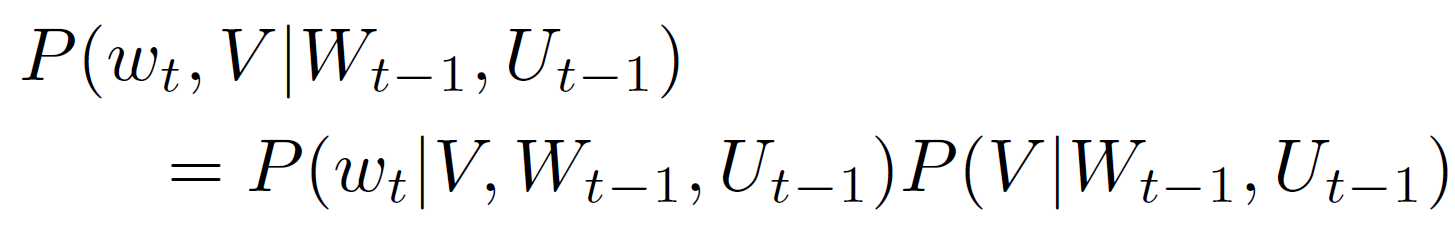 P(w_t, V|W_{t−1}, U_{t−1})
= P(w_t|V, W_{t−1}, U_{t−1})P(V|W_{t−1}, U_{t−1})